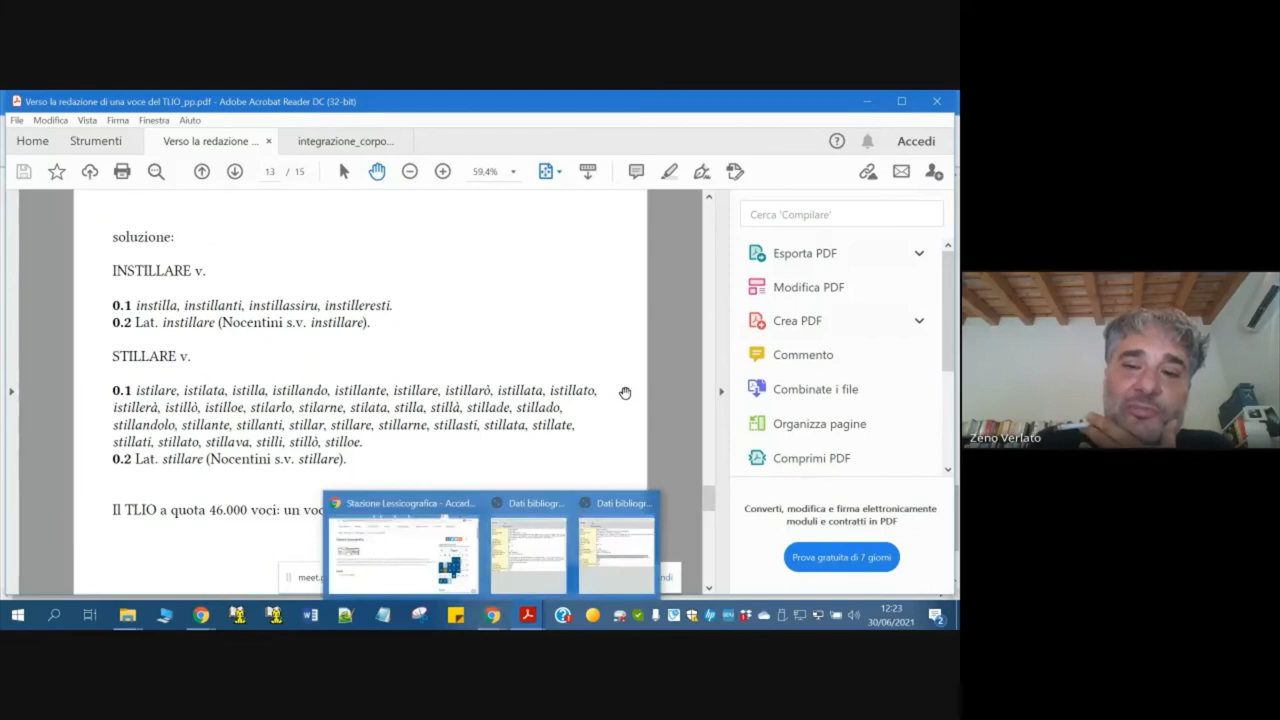 Verso la redazione di una voce del TLIO_pp.pdf - Adobe Acrobat Reader DC (32-bit)
File Modifica Vista Firma Finestra Aiuto
Home Strumenti Verso la redazione ... × integrazione_corpo... Accedi
13 / 15 59,4%
soluzione:
INSTILLARE v.
0.1 instilla, instillanti, instillassiru, instilleresti.
0.2 Lat. instillare (Nocentini s.v. instillare).
STILLARE v.
0.1 istilare, istilata, istilla, istillando, istillante, istillare, istillarò, istillata, istillato,
istillerà, istillò, istilloe, stilarlo, stilarne, stilata, stilla, stillà, stillade, stillado,
stillandolo, stillante, stillanti, stillar, stillare, stillarne, stillasti, stillata, stillate,
stillati, stillato, stillava, stilli, stillò, stilloe.
0.2 Lat. stillare (Nocentini s.v. stillare).
Il TLIO a quota 46.000 voci: un voc
Stazione Lessicografica - Accad... Dati bibliogr... Dati bibliogr...
meet. ndi
Cerca 'Compilare'
Esporta PDF
Modifica PDF
Crea PDF
Commento
Combinate i file
Organizza pagine
Comprimi PDF
Converti, modifica e firma elettronicamente
moduli e contratti in PDF
Prova gratuita di 7 giorni
12:23
30/06/2021
2
Zeno Verlato